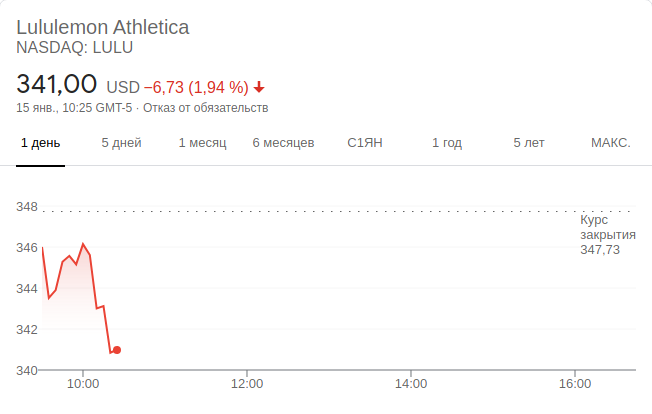 Lululemon Athletica
NASDAQ: LULU
341,00 USD −6,73 (1,94 %)
15 янв., 10:25 GMT-5 · Отказ от обязательств
1 день 5 дней 1 месяц 6 месяцев С1ЯН 1 год 5 лет МАКС.
348
Курс
закрытия
347,73
346
344
342
340
10:00 12:00 14:00 16:00